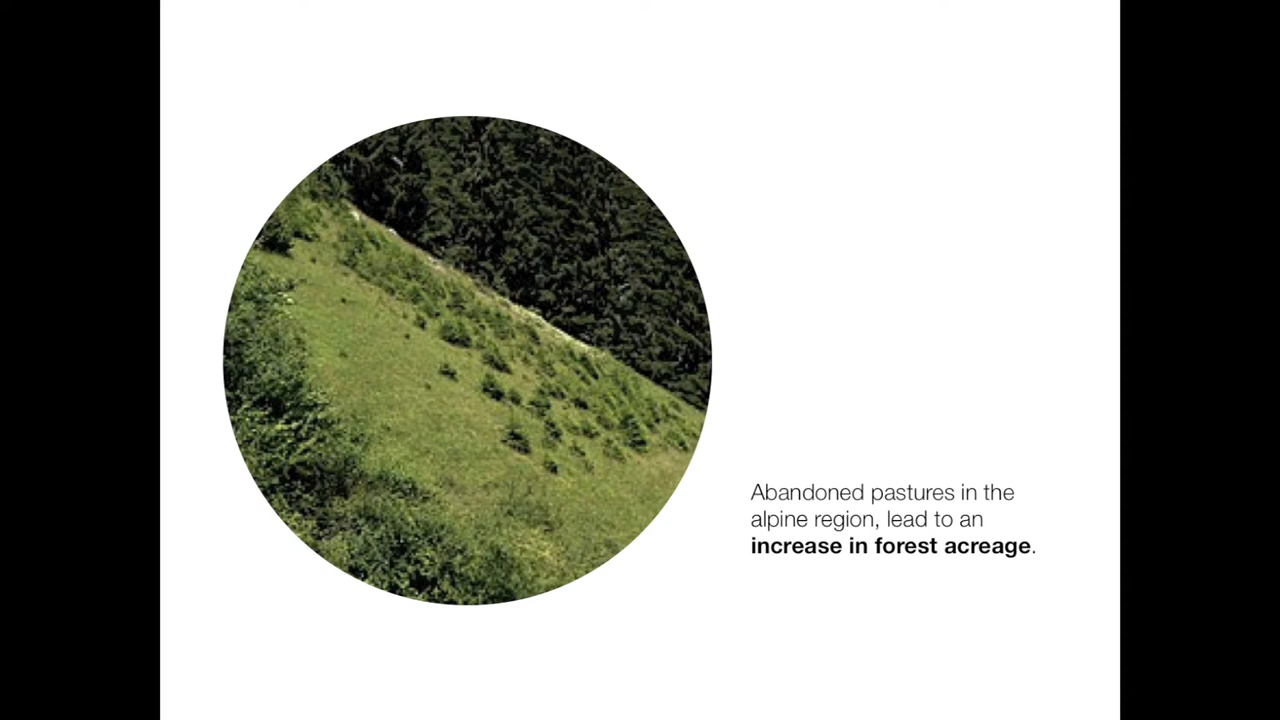 Abandoned pastures in the
alpine region, lead to an
increase in forest acreage.